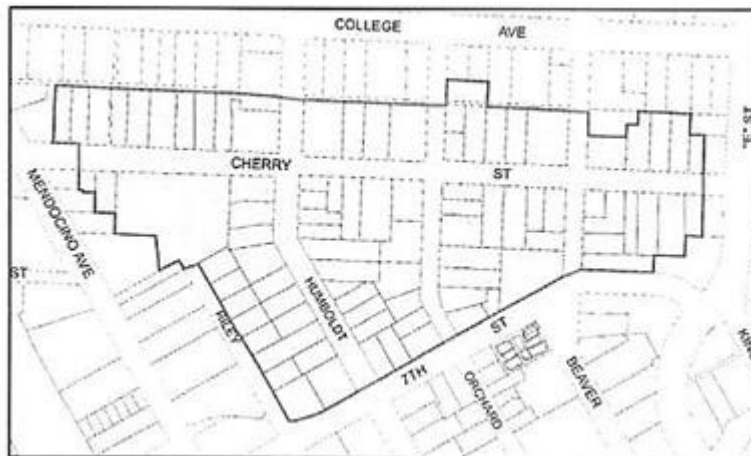 COLLEGE AVE
"E" ST
CHERRY ST
MENDOCINO AVE
ST
RILEY
HUMBOLDT
7TH ST
ORCHARD
BEAVER